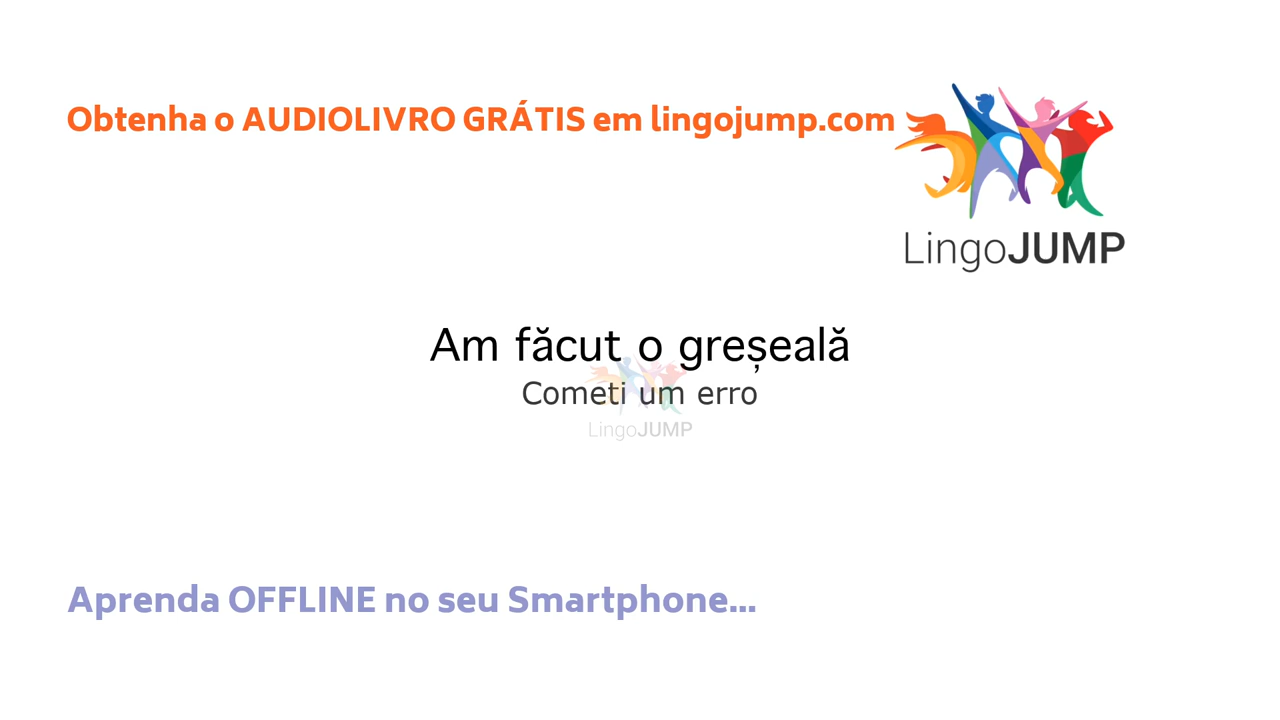 Obtenha o AUDIOLIVRO GRÁTIS em lingojump.com
LingoJUMP
Am făcut o greșeală
Cometi um erro
LingoJUMP
Aprenda OFFLINE no seu Smartphone...